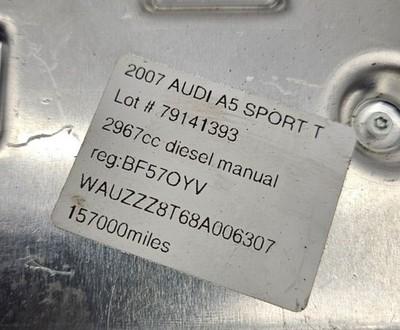 2007 AUDI A5 SPORT T
Lot # 79141393
2967cc diesel manual
reg:BF57OYV
WAUZZZ8T68A006307
157000miles